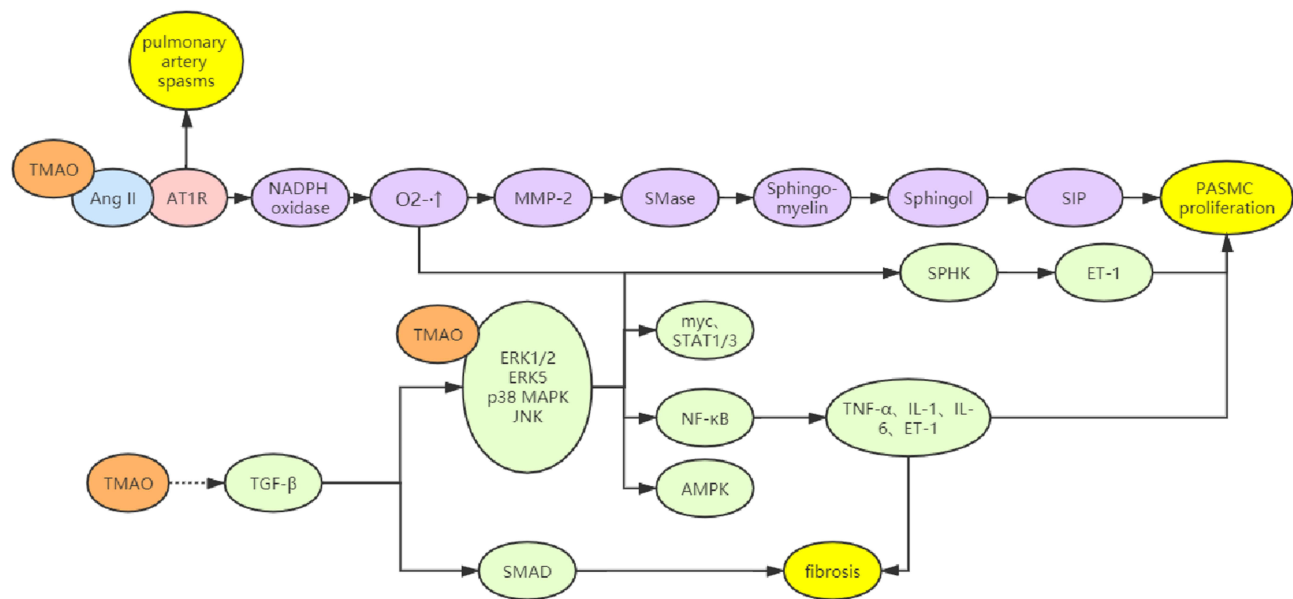 pulmonary
artery
spasms
TMAO
Ang II
AT1R
NADPH
oxidase
O2-·↑
MMP-2
SMase
Sphingo-
myelin
Sphingol
SIP
PASMC
proliferation
SPHK
ET-1
TMAO
ERK1/2
ERK5
p38 MAPK
JNK
myc、
STAT1/3
NF-κB
TNF-α、IL-1、IL-
6、ET-1
AMPK
TMAO
TGF-β
SMAD
fibrosis